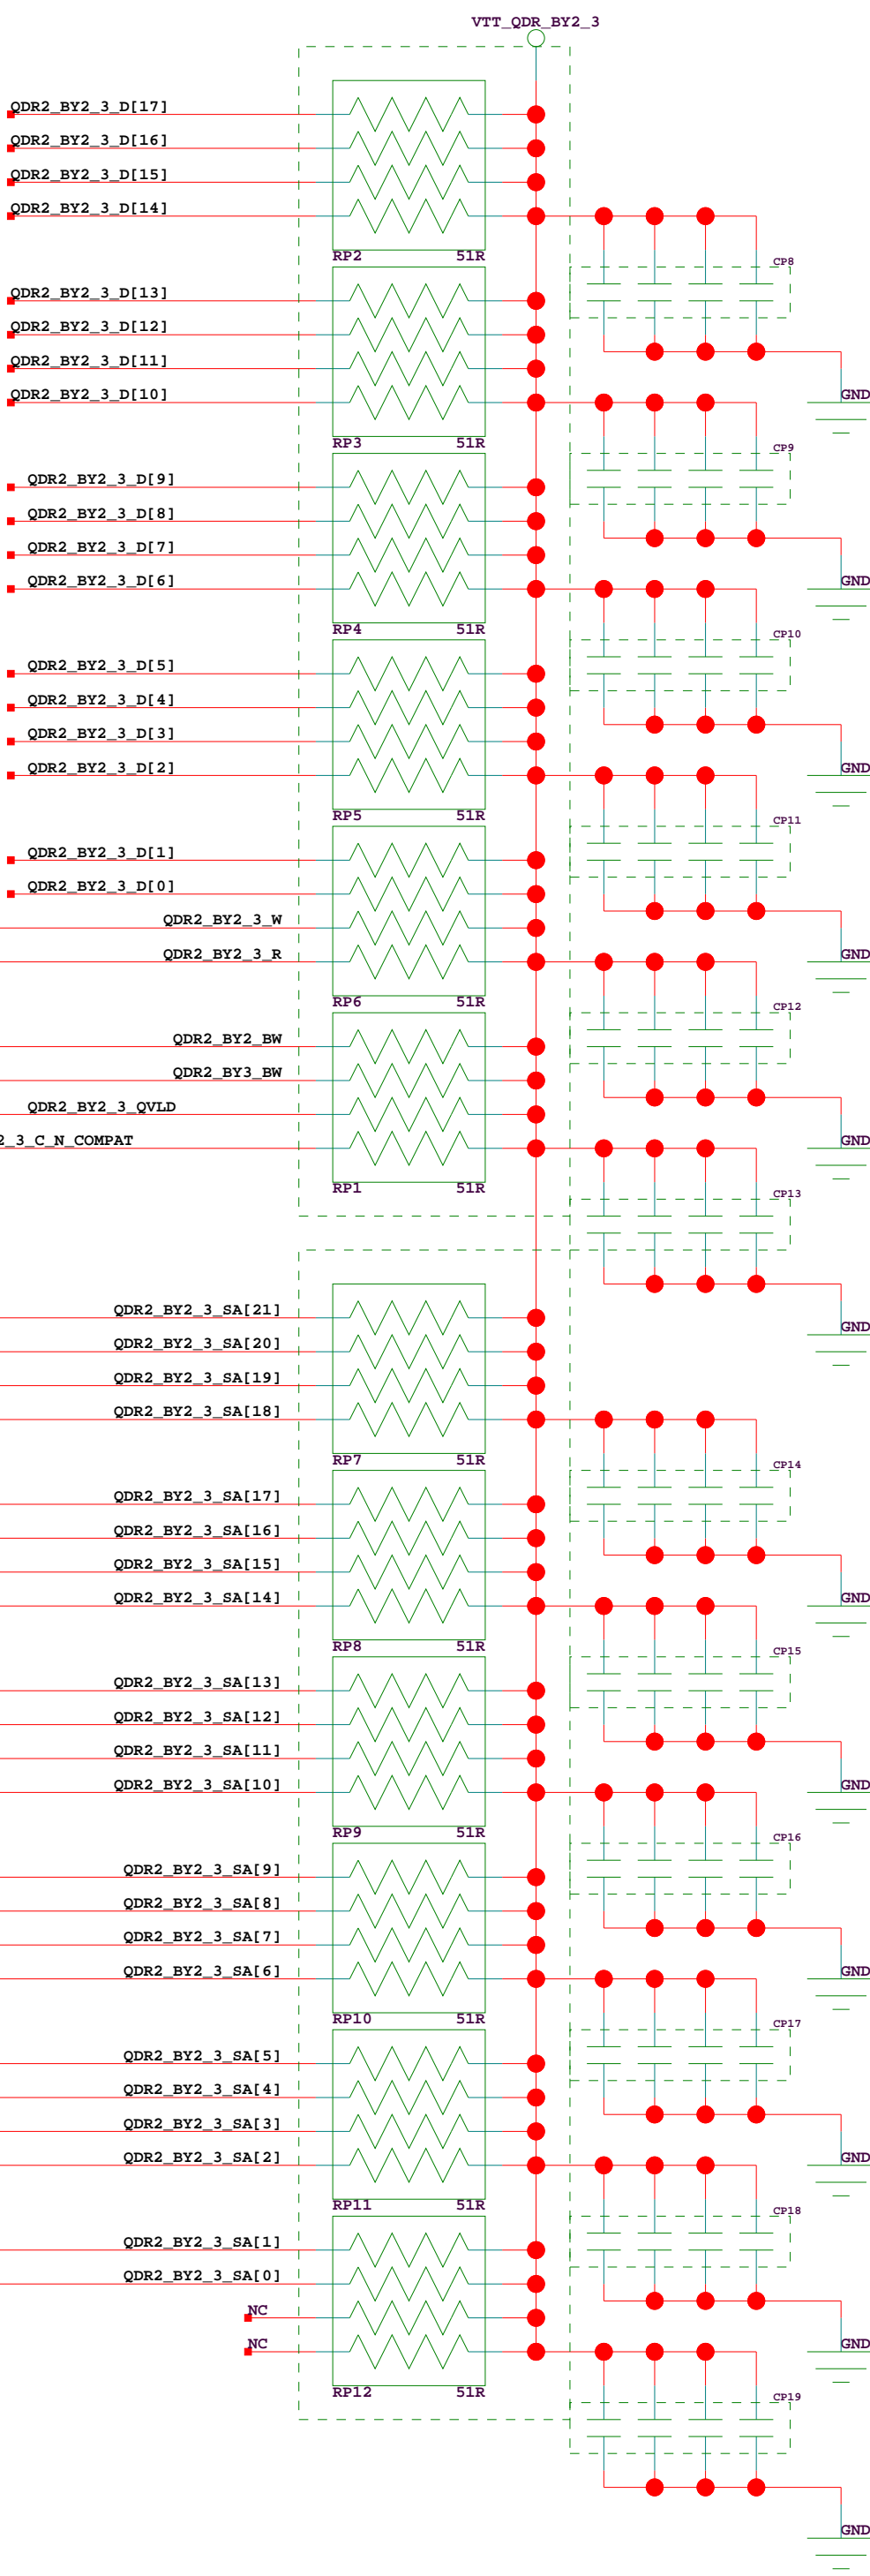 VTT_QDR_BY2_3
QDR2_BY2_3_D[17]
QDR2_BY2_3_D[16]
QDR2_BY2_3_D[15]
QDR2_BY2_3_D[14]
RP2 51R
CP8
QDR2_BY2_3_D[13]
QDR2_BY2_3_D[12]
QDR2_BY2_3_D[11]
QDR2_BY2_3_D[10]
GND
RP3 51R
CP9
QDR2_BY2_3_D[9]
QDR2_BY2_3_D[8]
QDR2_BY2_3_D[7]
QDR2_BY2_3_D[6]
GND
RP4 51R
CP10
QDR2_BY2_3_D[5]
QDR2_BY2_3_D[4]
QDR2_BY2_3_D[3]
QDR2_BY2_3_D[2]
GND
RP5 51R
CP11
QDR2_BY2_3_D[1]
QDR2_BY2_3_D[0]
QDR2_BY2_3_W
QDR2_BY2_3_R
GND
RP6 51R
CP12
QDR2_BY2_BW
QDR2_BY3_BW
QDR2_BY2_3_QVLD
2_3_C_N_COMPAT
GND
RP1 51R
CP13
QDR2_BY2_3_SA[21]
GND
QDR2_BY2_3_SA[20]
QDR2_BY2_3_SA[19]
QDR2_BY2_3_SA[18]
RP7 51R
CP14
QDR2_BY2_3_SA[17]
QDR2_BY2_3_SA[16]
QDR2_BY2_3_SA[15]
QDR2_BY2_3_SA[14]
GND
RP8 51R
CP15
QDR2_BY2_3_SA[13]
QDR2_BY2_3_SA[12]
QDR2_BY2_3_SA[11]
QDR2_BY2_3_SA[10]
GND
RP9 51R
CP16
QDR2_BY2_3_SA[9]
QDR2_BY2_3_SA[8]
QDR2_BY2_3_SA[7]
QDR2_BY2_3_SA[6]
GND
RP10 51R
CP17
QDR2_BY2_3_SA[5]
QDR2_BY2_3_SA[4]
QDR2_BY2_3_SA[3]
QDR2_BY2_3_SA[2]
GND
RP11 51R
CP18
QDR2_BY2_3_SA[1]
QDR2_BY2_3_SA[0]
NC
NC
GND
RP12 51R
CP19
GND